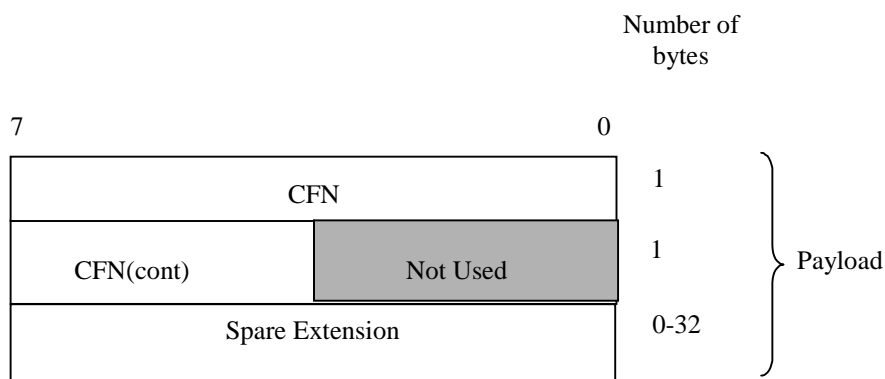 Number of
bytes
7 0
CFN 1
CFN(cont) Not Used 1
Payload
Spare Extension 0-32